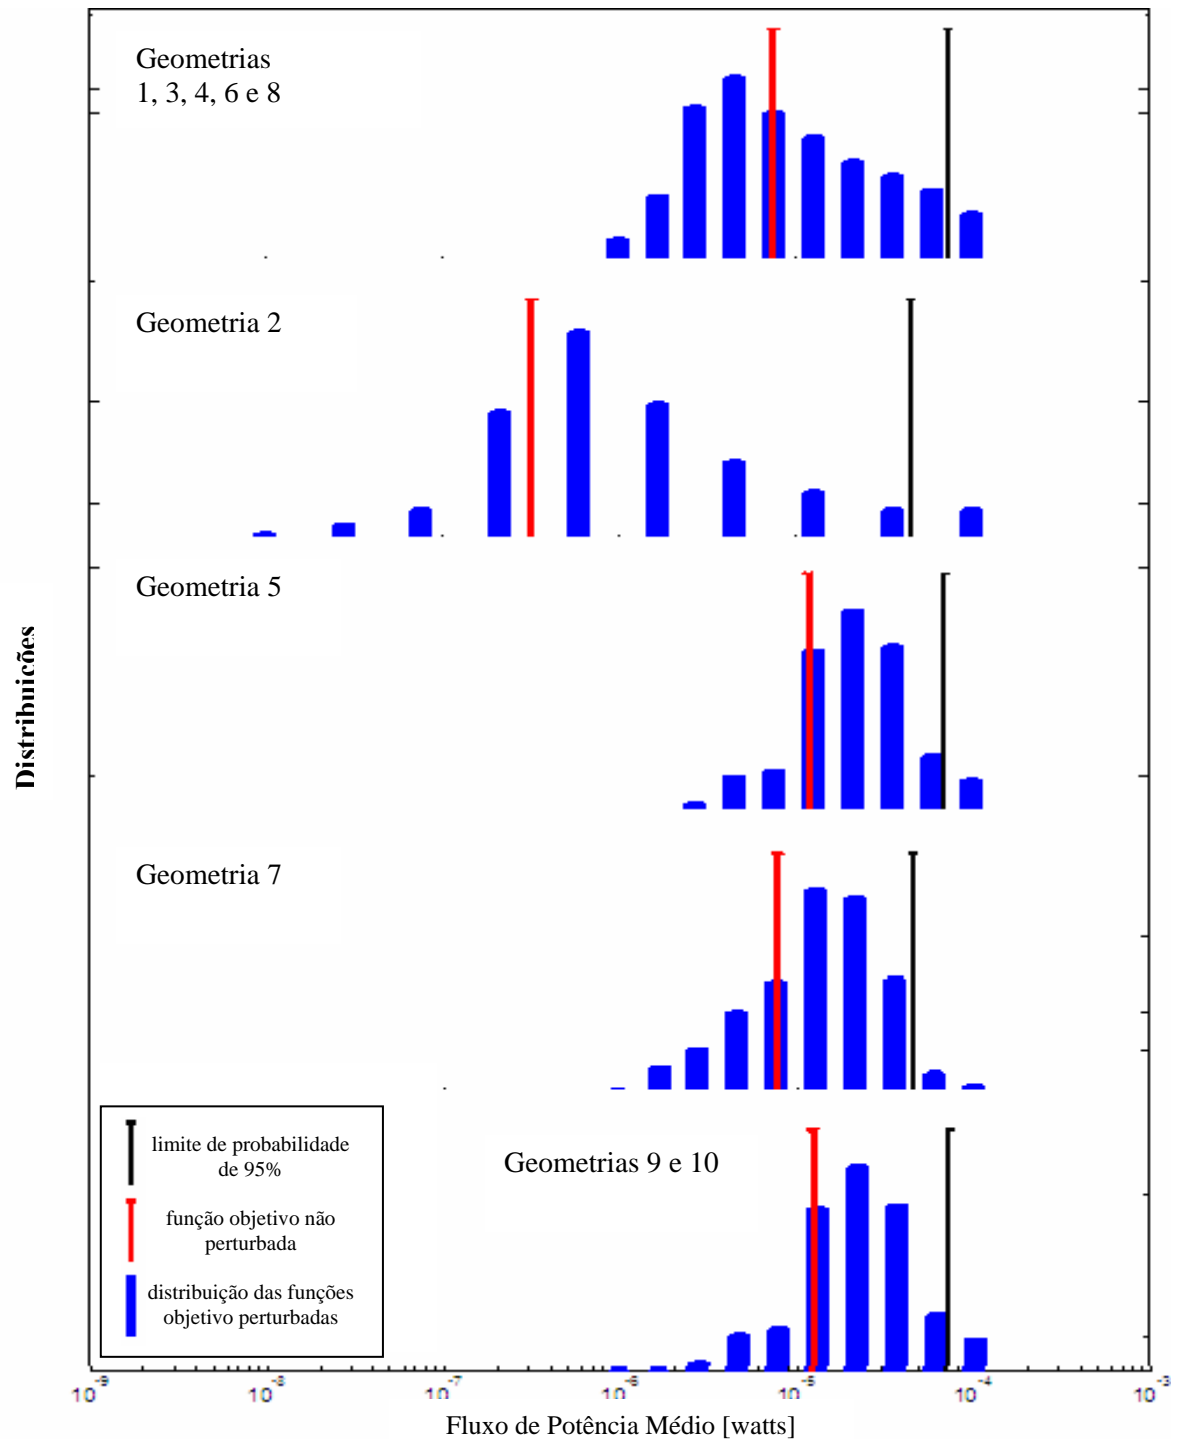 Geometrias
1, 3, 4, 6 e 8
Geometria 2
Geometria 5
Distribuições
Geometria 7
limite de probabilidade
de 95%
função objetivo não
perturbada
distribuição das funções
objetivo perturbadas
Geometrias 9 e 10
10⁻⁹ 10⁻⁸ 10⁻⁷ 10⁻⁶ 10⁻⁵ 10⁻⁴ 10⁻³
Fluxo de Potência Médio [watts]